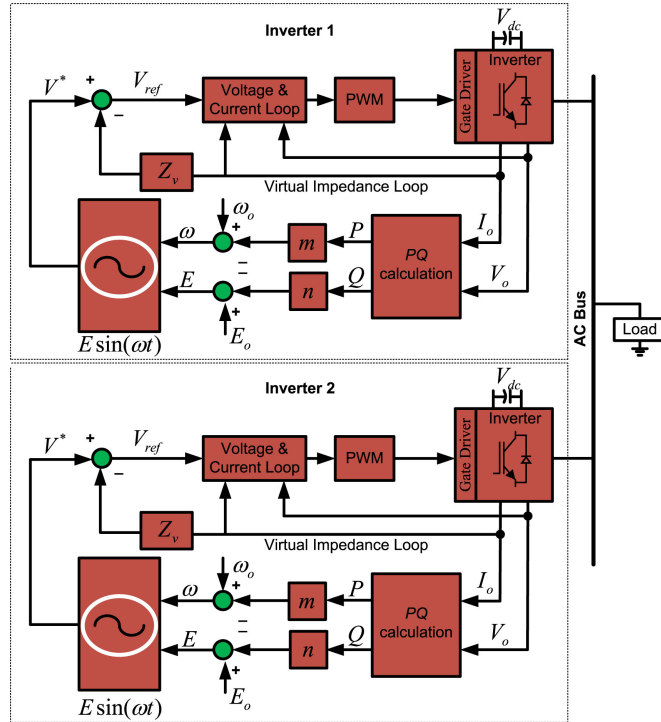 Inverter 1
V_dc
V*
+
V_ref
−
Voltage &
Current Loop
PWM
Gate Driver
Inverter
Z_v
Virtual Impedance Loop
ω_o
ω
+
−
m
P
PQ
calculation
I_o
E
−
+
n
Q
V_o
E_o
E sin(ωt)
AC Bus
Load
Inverter 2
V_dc
V*
+
V_ref
−
Voltage &
Current Loop
PWM
Gate Driver
Inverter
Z_v
Virtual Impedance Loop
ω_o
ω
+
−
m
P
PQ
calculation
I_o
E
−
+
n
Q
V_o
E_o
E sin(ωt)